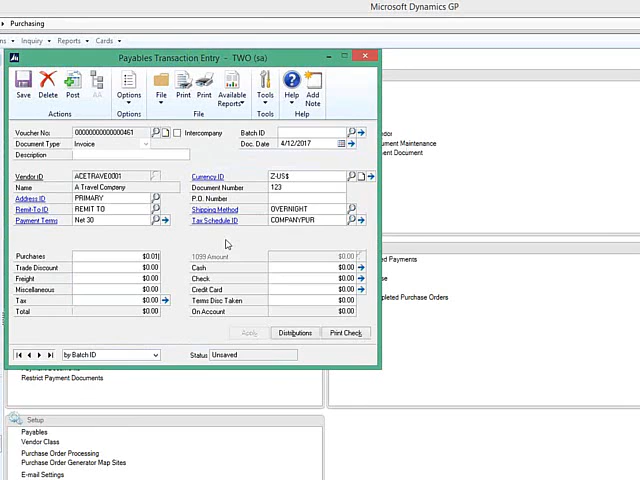 Microsoft Dynamics GP
Purchasing
Inquiry Reports Cards
Payables Transaction Entry - TWO (sa)
Save Delete Post AA Options File Print Print Available Reports Tools Help Add Note
Actions Options File Reports Tools Help
Voucher No: 00000000000000461 Intercompany Batch ID
Document Type Invoice Doc. Date 4/12/2017
Description
Vendor ID ACETRAVE0001 Currency ID Z-US$
Name A Travel Company Document Number 123
Address ID PRIMARY P.O. Number
Remit-To ID REMIT TO Shipping Method OVERNIGHT
Payment Terms Net 30 Tax Schedule ID COMPANYPUR
Purchases $0.01 1099 Amount $0.00
Trade Discount $0.00 Cash $0.00
Freight $0.00 Check $0.00
Miscellaneous $0.00 Credit Card $0.00
Tax $0.00 Terms Disc Taken $0.00
Total $0.00 On Account $0.00
Apply Distributions Print Check
by Batch ID Status Unsaved
Document Management
Document
Payments
Purchase Orders
Restrict Payment Documents
Setup
Payables
Vendor Class
Purchase Order Processing
Purchase Order Generator Map Sites
E-mail Settings